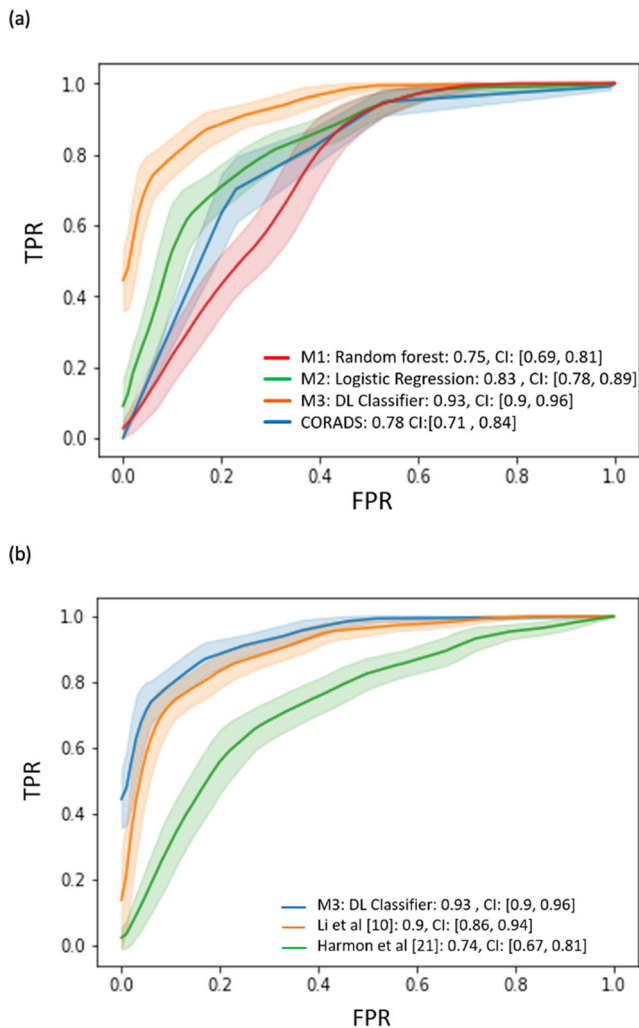 (a)
1.0
0.8
0.6
0.4
0.2
0.0
TPR
M1: Random forest: 0.75, CI: [0.69, 0.81]
M2: Logistic Regression: 0.83 , CI: [0.78, 0.89]
M3: DL Classifier: 0.93, CI: [0.9, 0.96]
CORADS: 0.78 CI:[0.71 , 0.84]
0.0 0.2 0.4 0.6 0.8 1.0
FPR
(b)
1.0
0.8
0.6
0.4
0.2
0.0
TPR
M3: DL Classifier: 0.93 , CI: [0.9, 0.96]
Li et al [10]: 0.9, CI: [0.86, 0.94]
Harmon et al [21]: 0.74, CI: [0.67, 0.81]
0.0 0.2 0.4 0.6 0.8 1.0
FPR